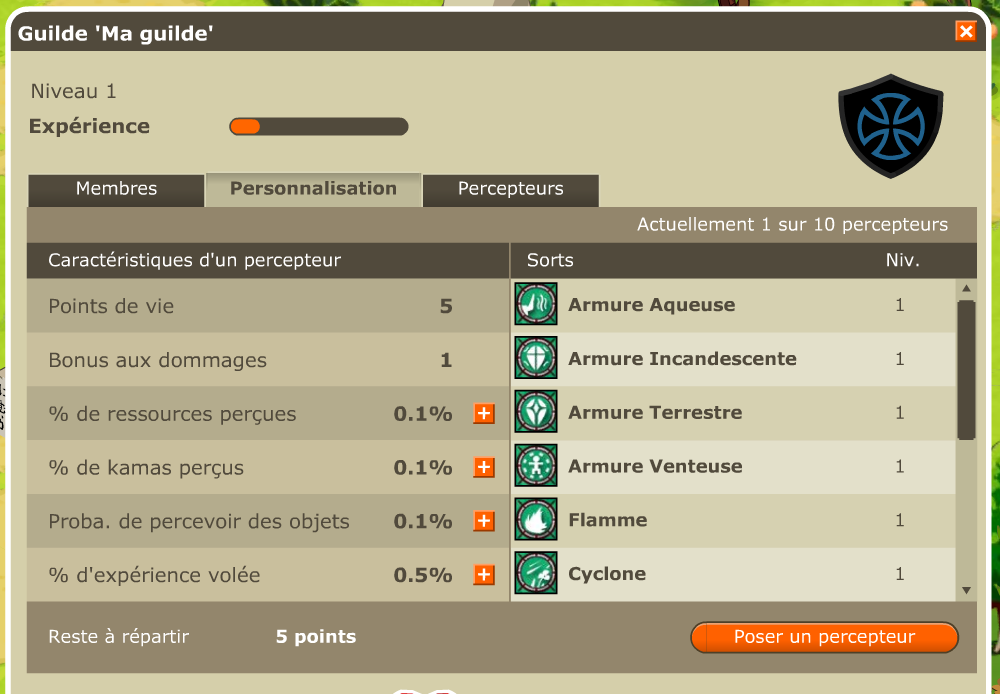 Guilde 'Ma guilde'
Niveau 1
Expérience
Membres Personnalisation Percepteurs
Actuellement 1 sur 10 percepteurs
Caractéristiques d'un percepteur Sorts Niv.
Points de vie 5 Armure Aqueuse 1
Bonus aux dommages 1 Armure Incandescente 1
% de ressources perçues 0.1% + Armure Terrestre 1
% de kamas perçus 0.1% + Armure Venteuse 1
Proba. de percevoir des objets 0.1% + Flamme 1
% d'expérience volée 0.5% + Cyclone 1
Reste à répartir 5 points Poser un percepteur